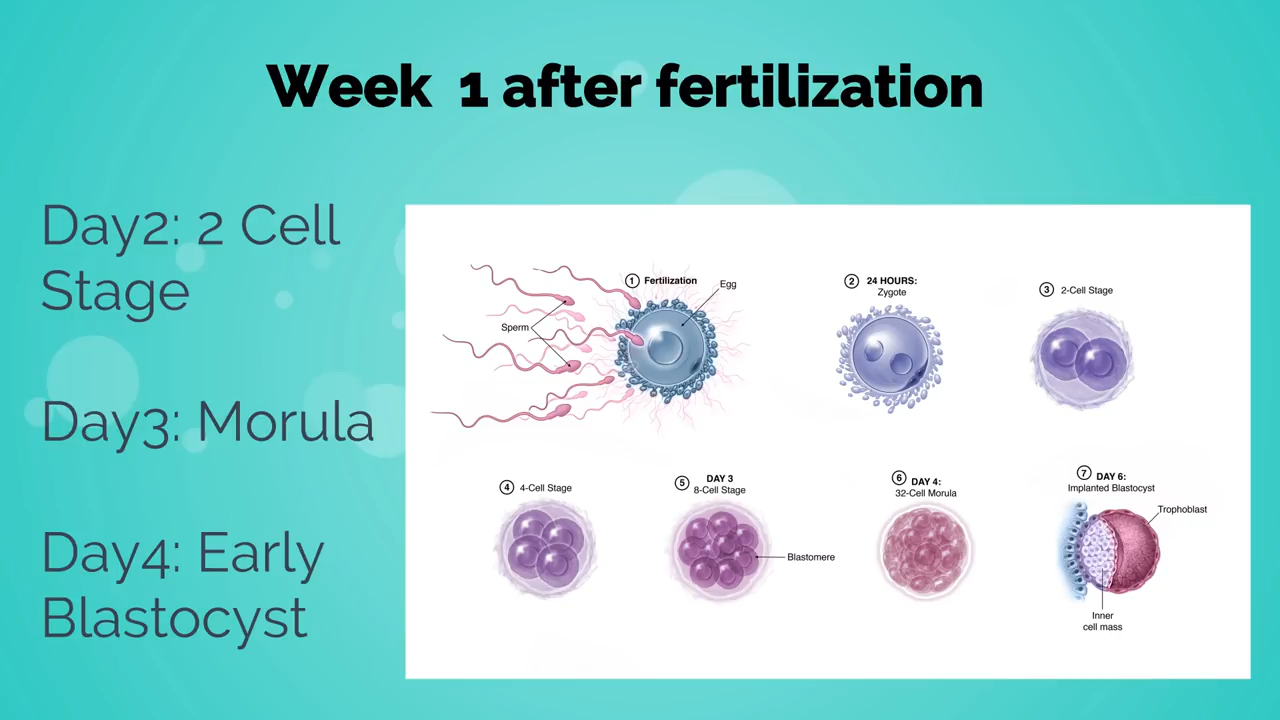 Week 1 after fertilization
Day2: 2 Cell
Stage
Day3: Morula
Day4: Early
Blastocyst
1 Fertilization
Egg
Sperm
2 24 HOURS:
Zygote
3 2-Cell Stage
4 4-Cell Stage
5 DAY 3
8-Cell Stage
Blastomere
6 DAY 4:
32-Cell Morula
7 DAY 6:
Implanted Blastocyst
Trophoblast
Inner
cell mass